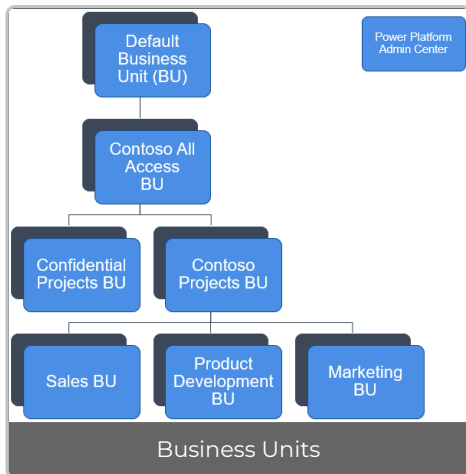 Default
Business
Unit (BU)
Power Platform
Admin Center
Contoso All
Access
BU
Confidential
Projects BU
Contoso
Projects BU
Sales BU
Product
Development
BU
Marketing
BU
Business Units